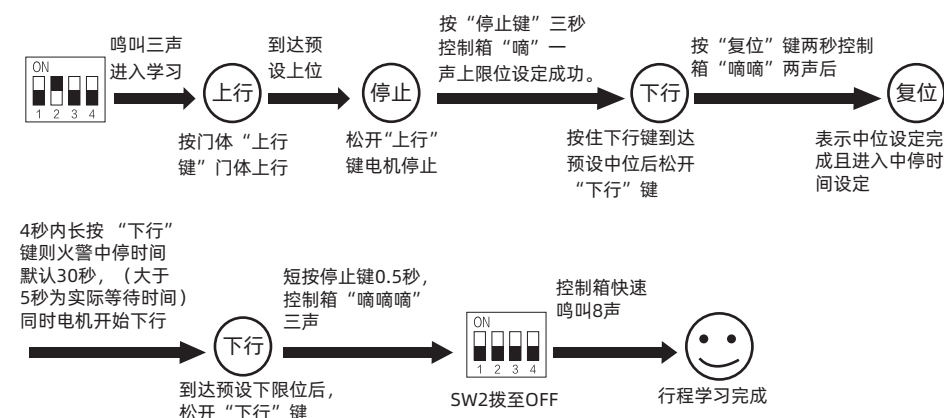 ON
1 2 3 4
鸣叫三声
进入学习
上行
按门体“上行
键”门体上行
到达预
设上位
停止
松开“上行”
键电机停止
按“停止键”三秒
控制箱“嘀”一
声上限位设定成功。
下行
按住下行键到达
预设中位后松开
“下行”键
按“复位”键两秒控制
箱“嘀嘀”两声后
复位
表示中位设定完
成且进入中停时
间设定
4秒内长按 “下行”
键则火警中停时间
默认30秒，（大于
5秒为实际等待时间）
同时电机开始下行
下行
到达预设下限位后，
松开“下行”键
短按停止键0.5秒，
控制箱“嘀嘀嘀”
三声
ON
1 2 3 4
SW2拨至OFF
控制箱快速
鸣叫8声
行程学习完成